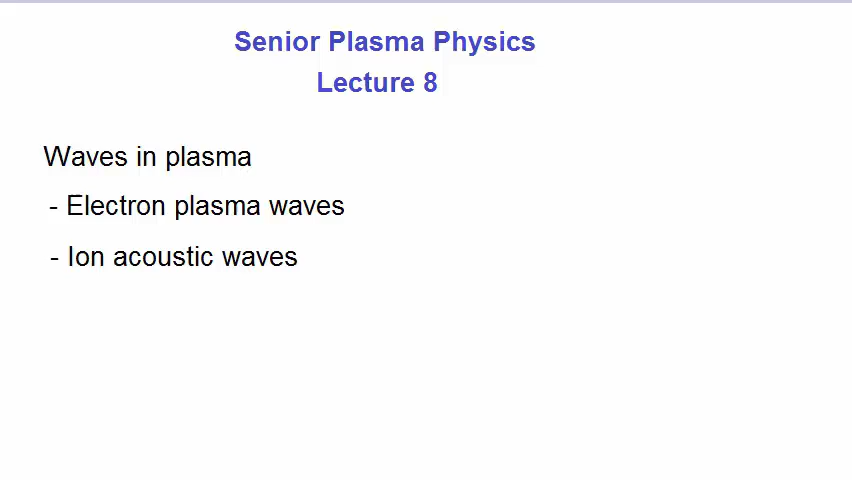 Senior Plasma Physics
Lecture 8
Waves in plasma
- Electron plasma waves
- Ion acoustic waves